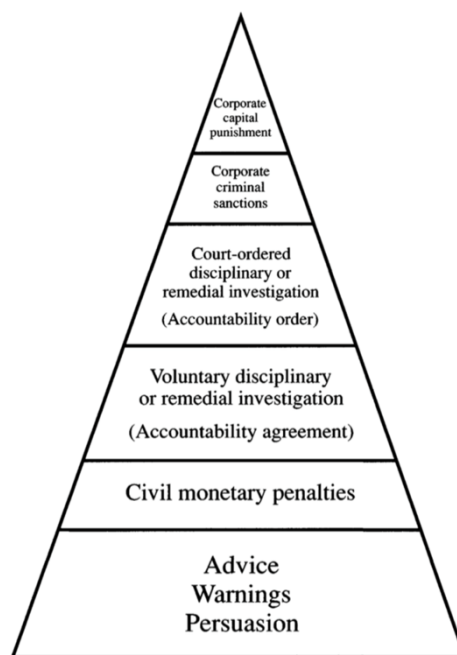 Corporate
capital
punishment
Corporate
criminal
sanctions
Court-ordered
disciplinary or
remedial investigation
(Accountability order)
Voluntary disciplinary
or remedial investigation
(Accountability agreement)
Civil monetary penalties
Advice
Warnings
Persuasion